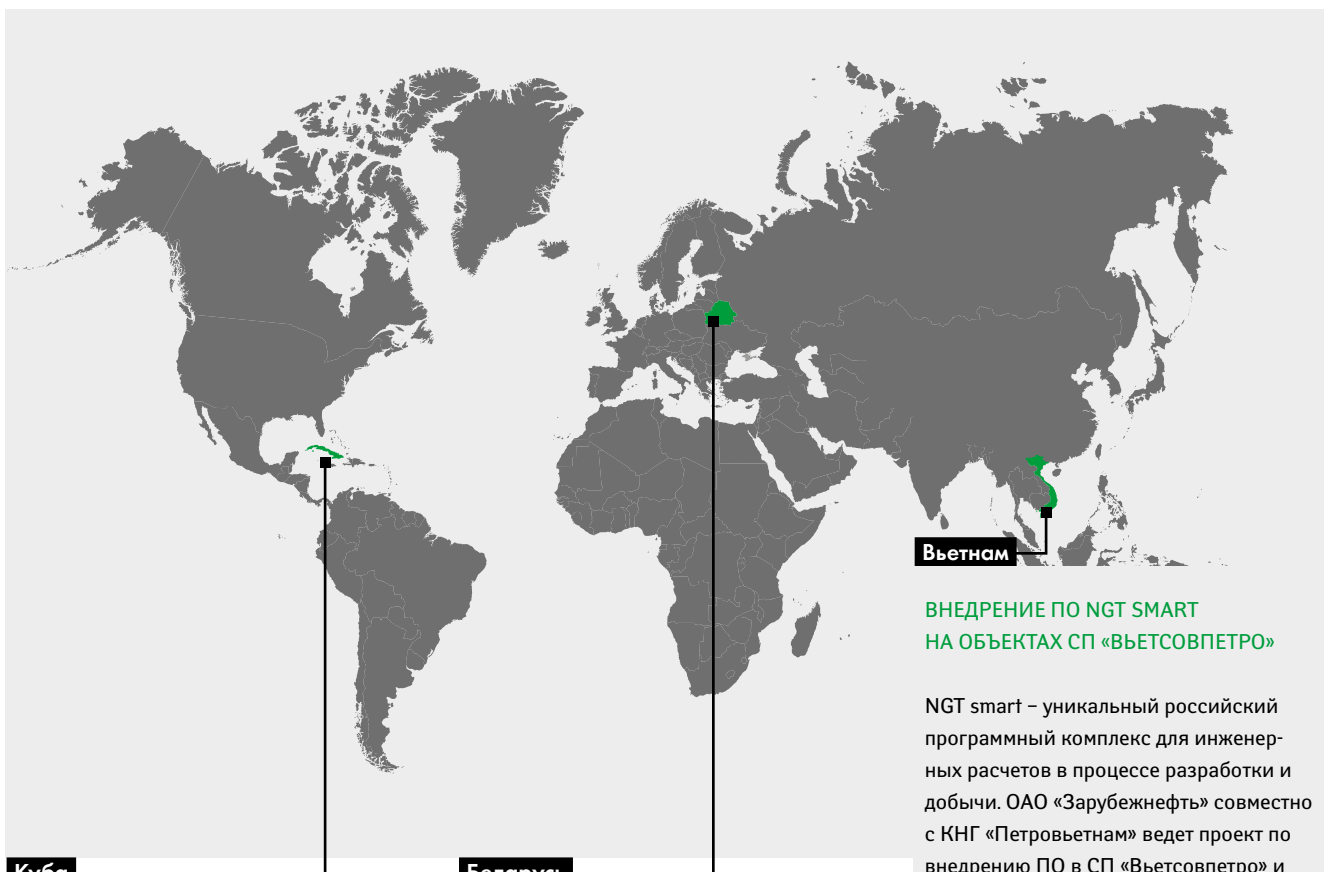 Вьетнам
ВНЕДРЕНИЕ ПО NGT SMART
НА ОБЪЕКТАХ СП «ВЬЕТСОВПЕТРО»
NGT smart – уникальный российский
программный комплекс для инженер-
ных расчетов в процессе разработки и
добычи. ОАО «Зарубежнефть» совместно
с КНГ «Петровьетнам» ведет проект по
внедрению ПО в СП «Вьетсовпетро» и
Куба
Беларусь